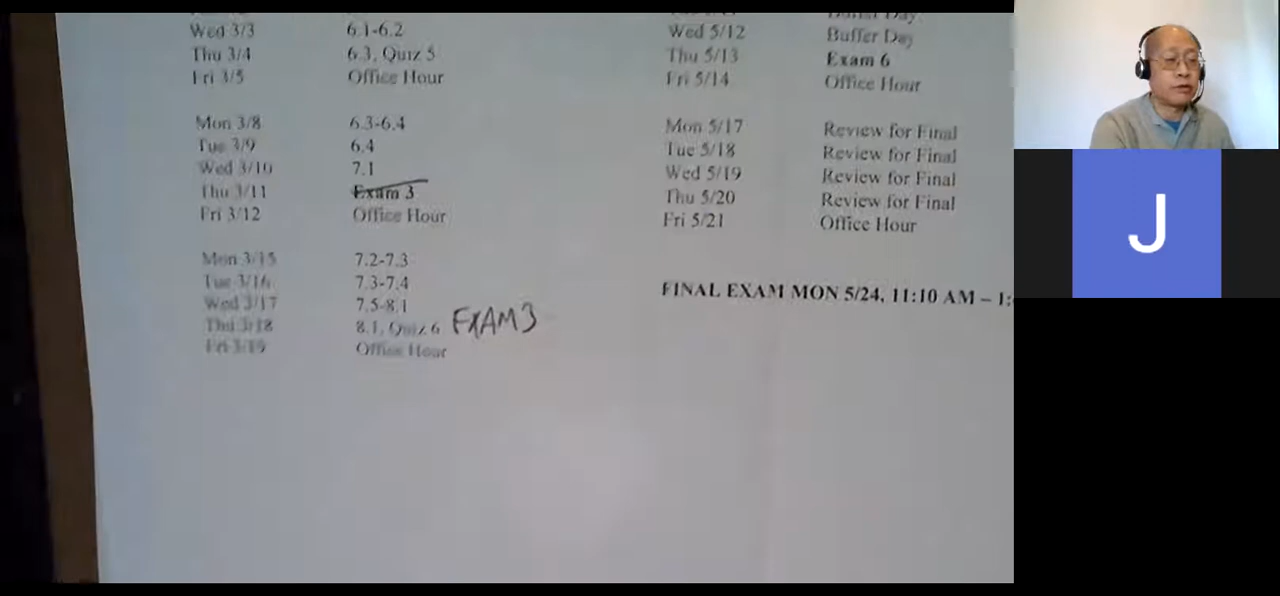 Wed 3/3 6.1-6.2
Thu 3/4 6.3, Quiz 5
Fri 3/5 Office Hour
Mon 3/8 6.3-6.4
Tue 3/9 6.4
Wed 3/10 7.1
Thu 3/11 Exam 3
Fri 3/12 Office Hour
Mon 3/15 7.2-7.3
Tue 3/16 7.3-7.4
Wed 3/17 7.5-8.1
Thu 3/18 8.1, Quiz 6 EXAM 3
Fri 3/19 Office Hour
Buffer Day
Wed 5/12 Buffer Day
Thu 5/13 Exam 6
Fri 5/14 Office Hour
Mon 5/17 Review for Final
Tue 5/18 Review for Final
Wed 5/19 Review for Final
Thu 5/20 Review for Final
Fri 5/21 Office Hour
FINAL EXAM MON 5/24, 11:10 AM – 1:
J